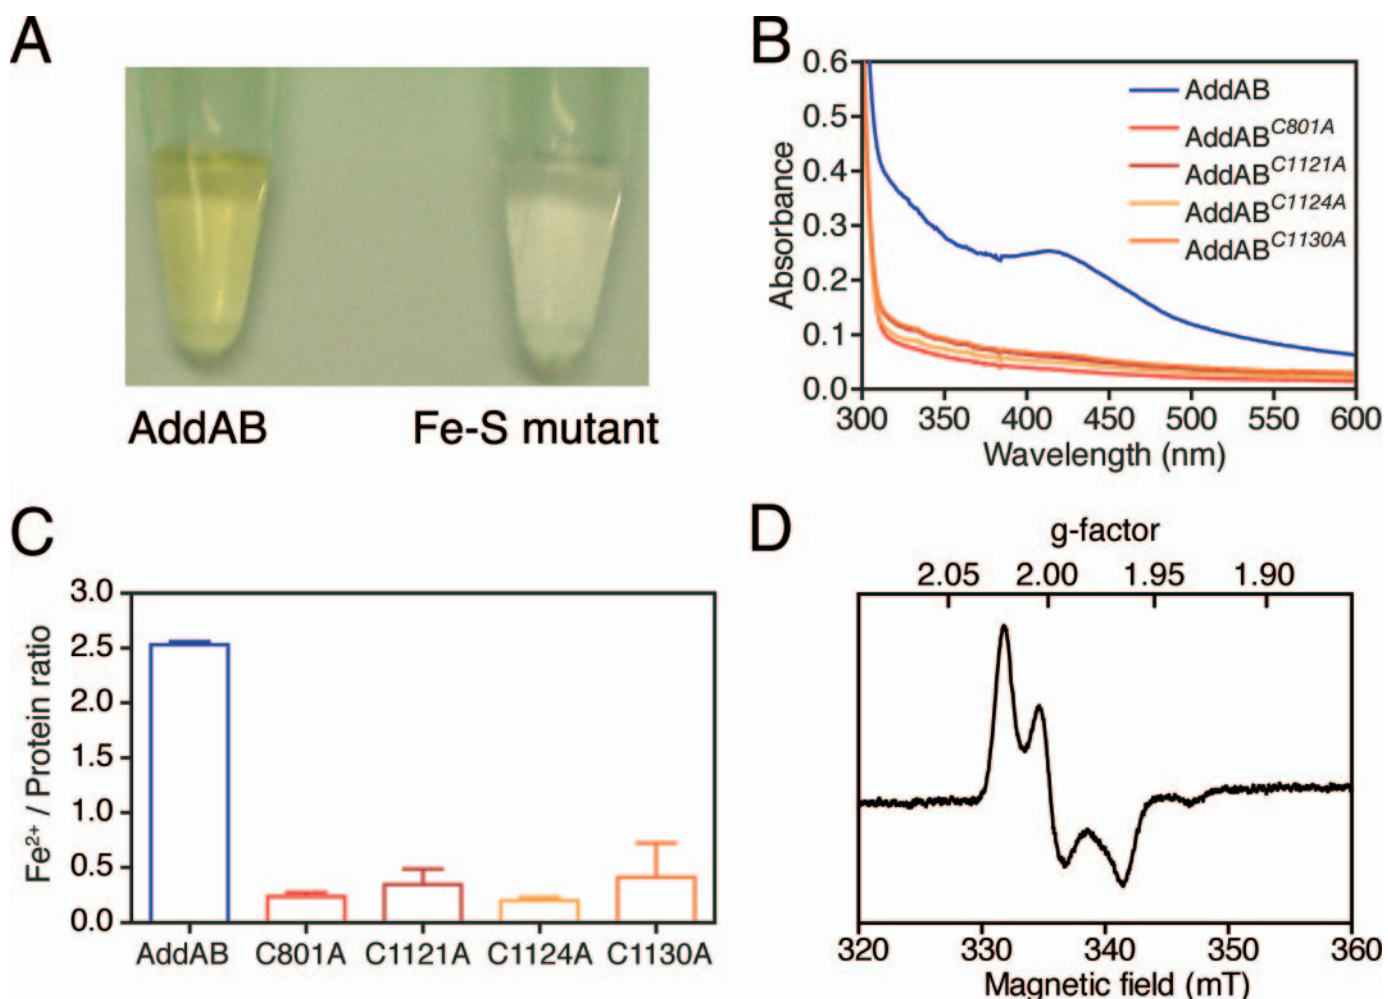 A
AddAB
Fe-S mutant
B
0.6
0.5
0.4
0.3
0.2
0.1
0.0
Absorbance
AddAB
AddAB^C801A
AddAB^C1121A
AddAB^C1124A
AddAB^C1130A
300 350 400 450 500 550 600
Wavelength (nm)
C
3.0
2.5
2.0
1.5
1.0
0.5
0.0
Fe²⁺ / Protein ratio
AddAB C801A C1121A C1124A C1130A
D
g-factor
2.05 2.00 1.95 1.90
320 330 340 350 360
Magnetic field (mT)